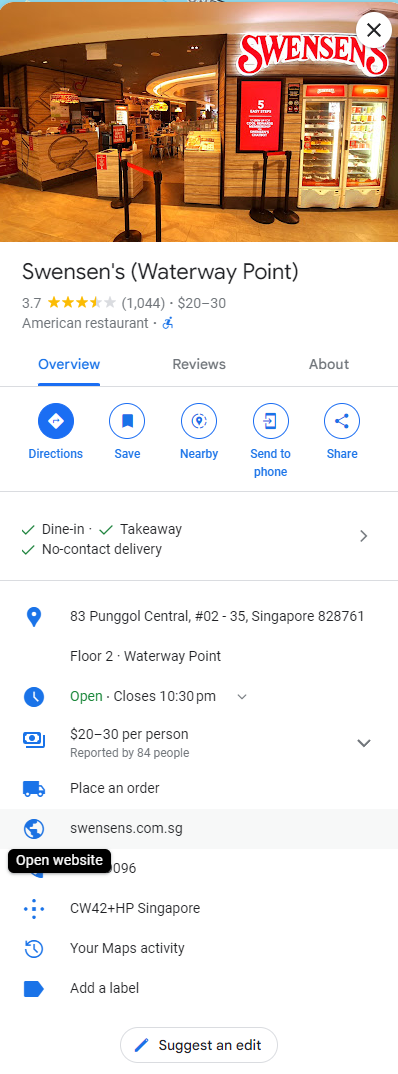 SWENSEN'S
5
EASY STEPS
Swensen's (Waterway Point)
3.7 (1,044) · $20–30
American restaurant ·
Overview Reviews About
Directions Save Nearby Send to phone Share
Dine-in · Takeaway
No-contact delivery
83 Punggol Central, #02 - 35, Singapore 828761
Floor 2 · Waterway Point
Open · Closes 10:30 pm
$20–30 per person
Reported by 84 people
Place an order
swensens.com.sg
Open website
096
CW42+HP Singapore
Your Maps activity
Add a label
Suggest an edit